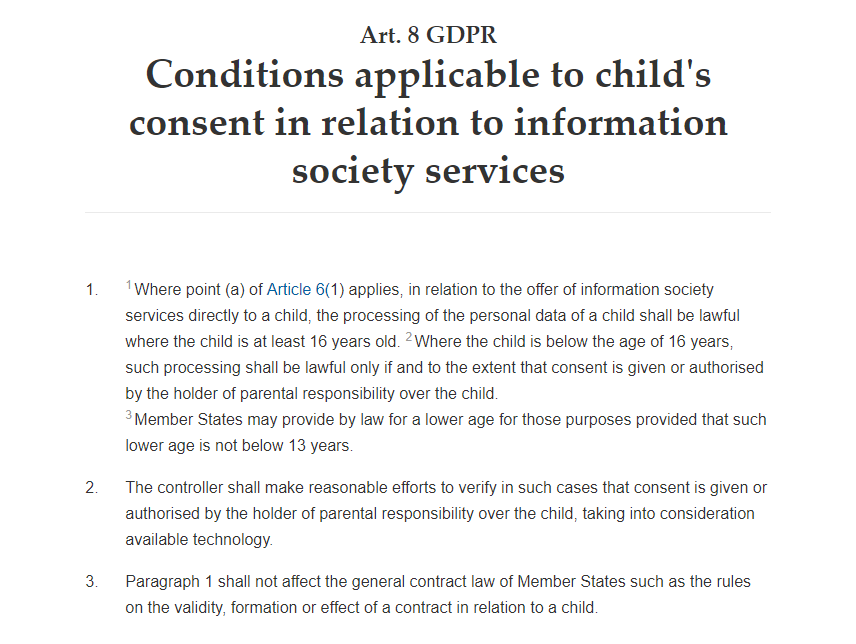 Art. 8 GDPR
Conditions applicable to child's
consent in relation to information
society services
1. 1 Where point (a) of Article 6(1) applies, in relation to the offer of information society
services directly to a child, the processing of the personal data of a child shall be lawful
where the child is at least 16 years old. 2 Where the child is below the age of 16 years,
such processing shall be lawful only if and to the extent that consent is given or authorised
by the holder of parental responsibility over the child.
3 Member States may provide by law for a lower age for those purposes provided that such
lower age is not below 13 years.
2. The controller shall make reasonable efforts to verify in such cases that consent is given or
authorised by the holder of parental responsibility over the child, taking into consideration
available technology.
3. Paragraph 1 shall not affect the general contract law of Member States such as the rules
on the validity, formation or effect of a contract in relation to a child.